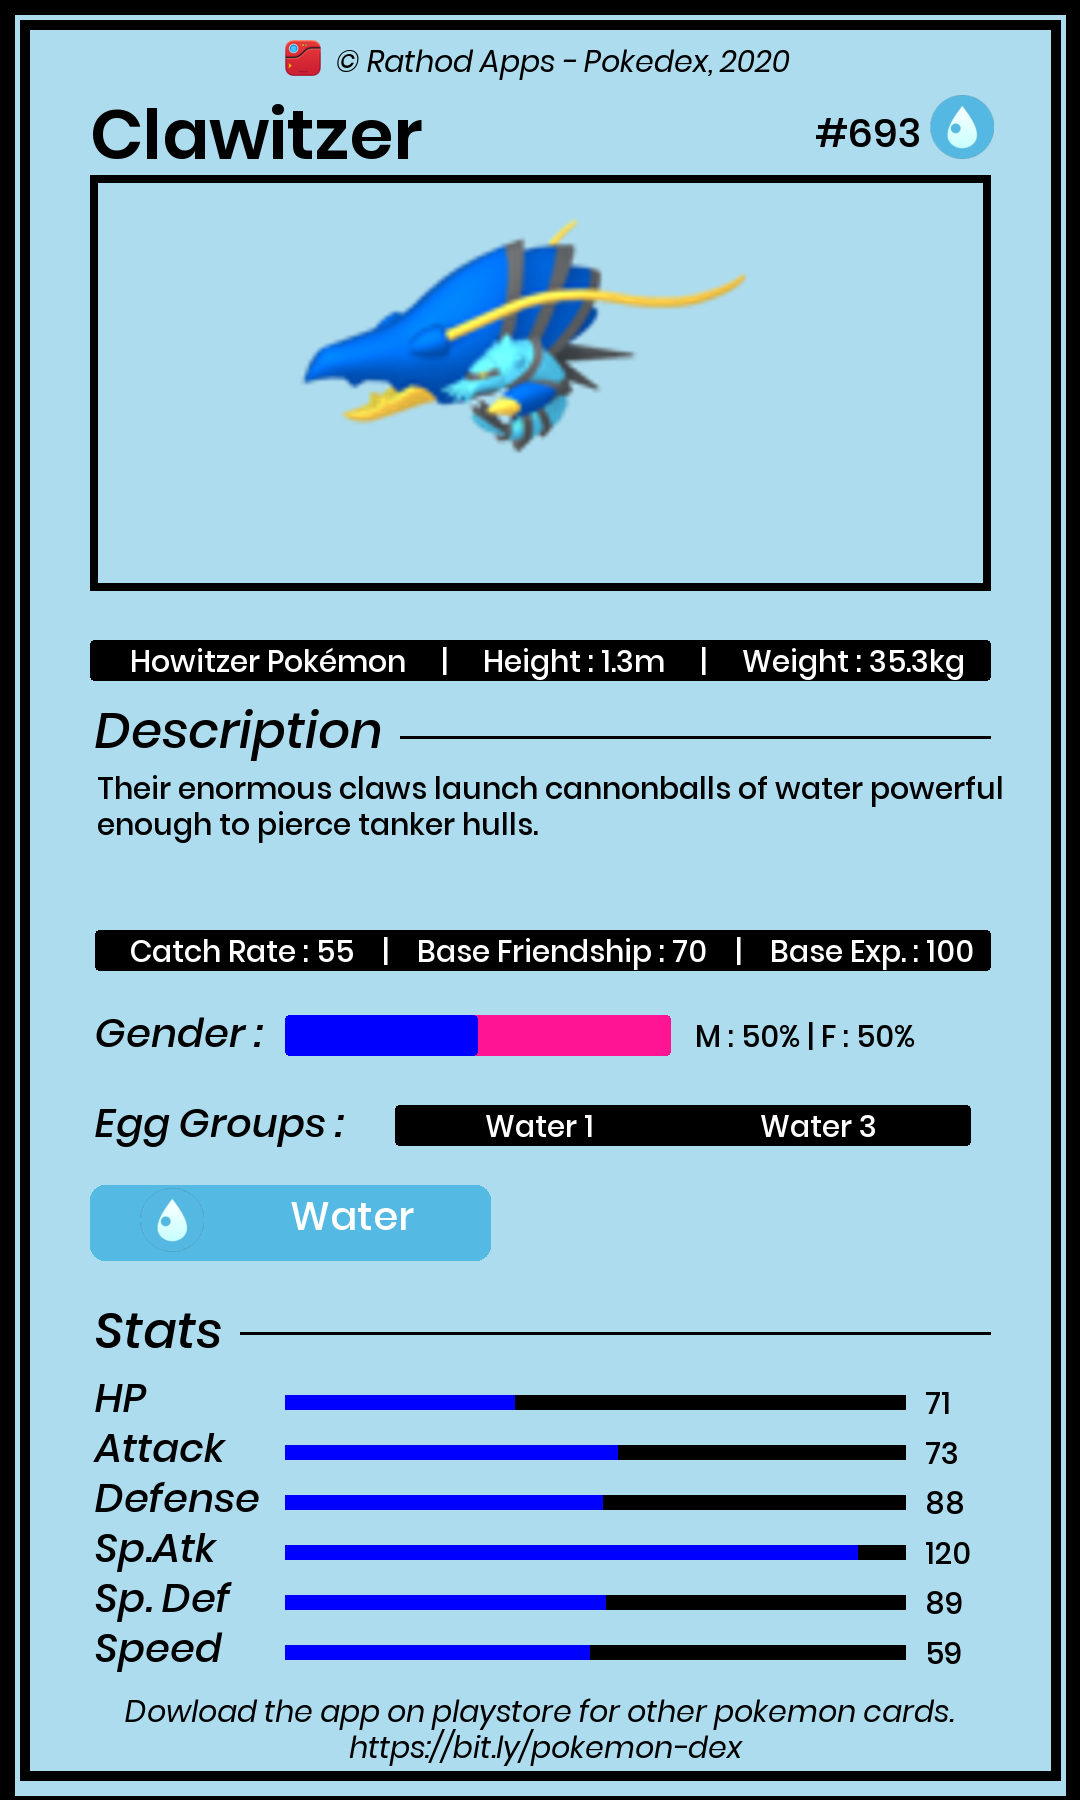 © Rathod Apps - Pokedex, 2020
Clawitzer #693
Howitzer Pokémon | Height : 1.3m | Weight : 35.3kg
Description
Their enormous claws launch cannonballs of water powerful
enough to pierce tanker hulls.
Catch Rate : 55 | Base Friendship : 70 | Base Exp. : 100
Gender : M : 50% | F : 50%
Egg Groups : Water 1 Water 3
Water
Stats
HP 71
Attack 73
Defense 88
Sp.Atk 120
Sp. Def 89
Speed 59
Dowload the app on playstore for other pokemon cards.
https://bit.ly/pokemon-dex